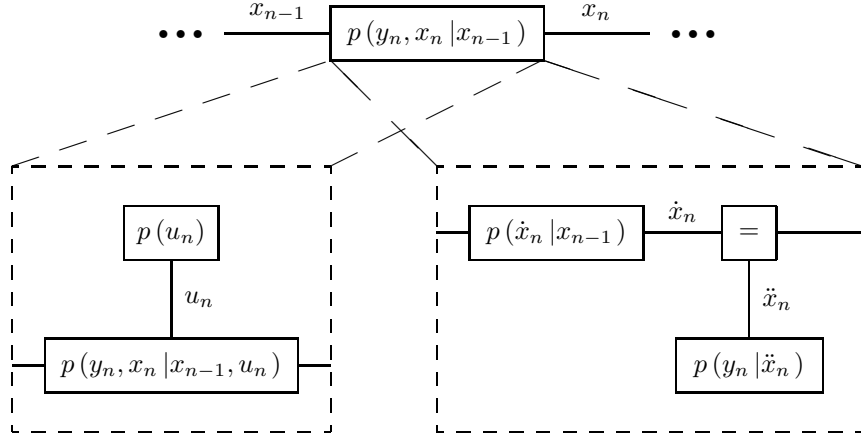 x_{n−1} x_n
••• p(y_n, x_n |x_{n−1}) •••
p(u_n)
u_n
p(y_n, x_n |x_{n−1}, u_n)
ẋ_n
p(ẋ_n |x_{n−1}) =
ẍ_n
p(y_n |ẍ_n)